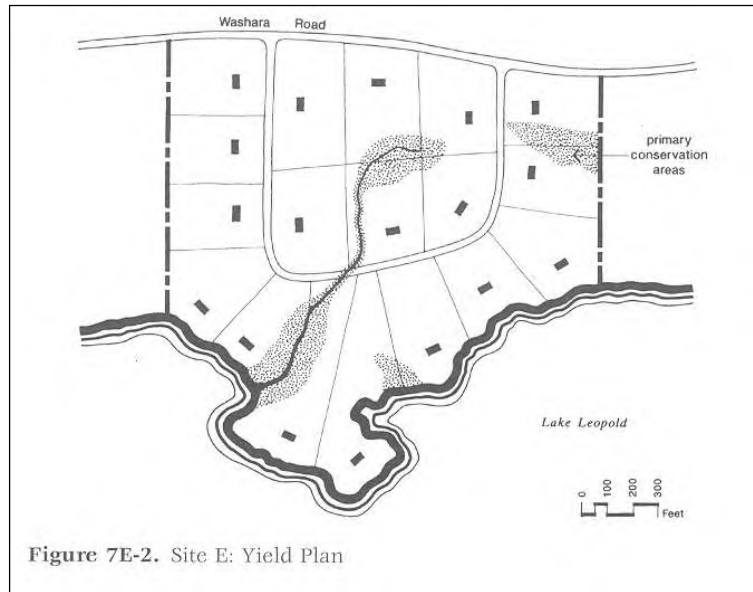 Washara Road
primary
conservation
areas
Lake Leopold
0 100 200 300
Feet
Figure 7E-2. Site E: Yield Plan